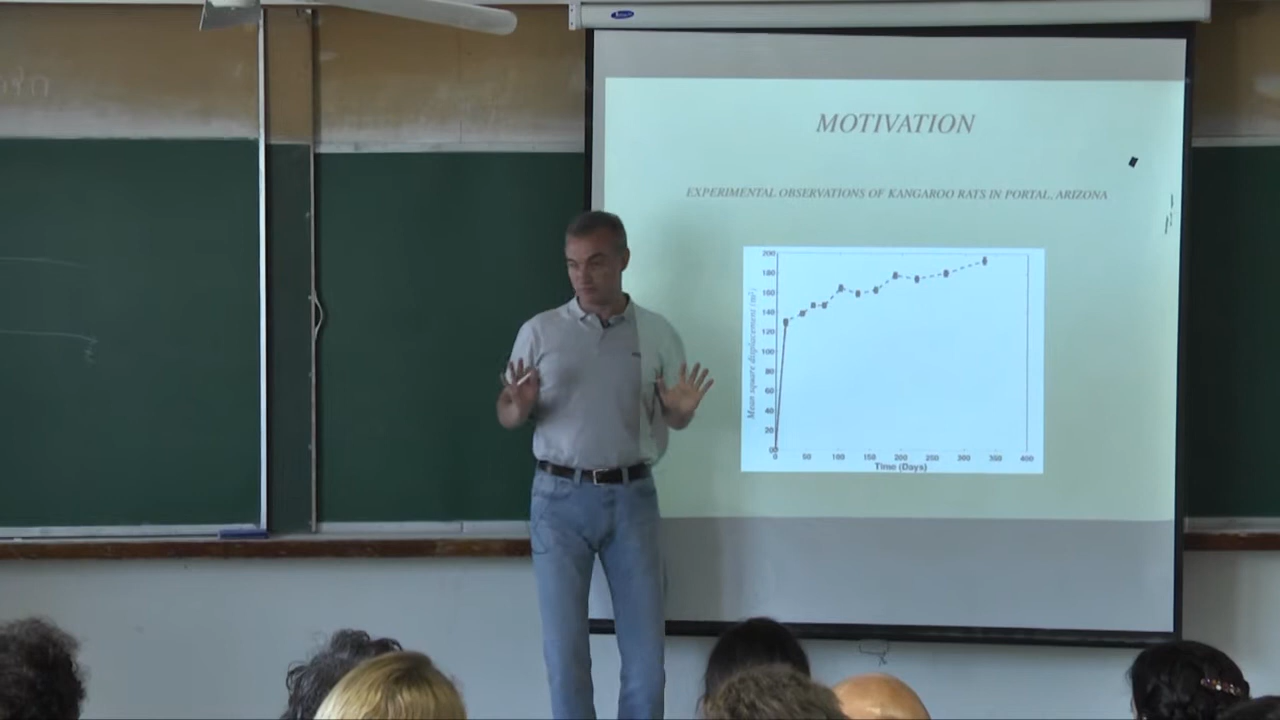 MOTIVATION
EXPERIMENTAL OBSERVATIONS OF KANGAROO RATS IN PORTAL, ARIZONA
200
180
160
140
120
100
80
60
40
20
0
Mean square displacement (m²)
0 50 100 150 200 250 300 350 400
Time (Days)